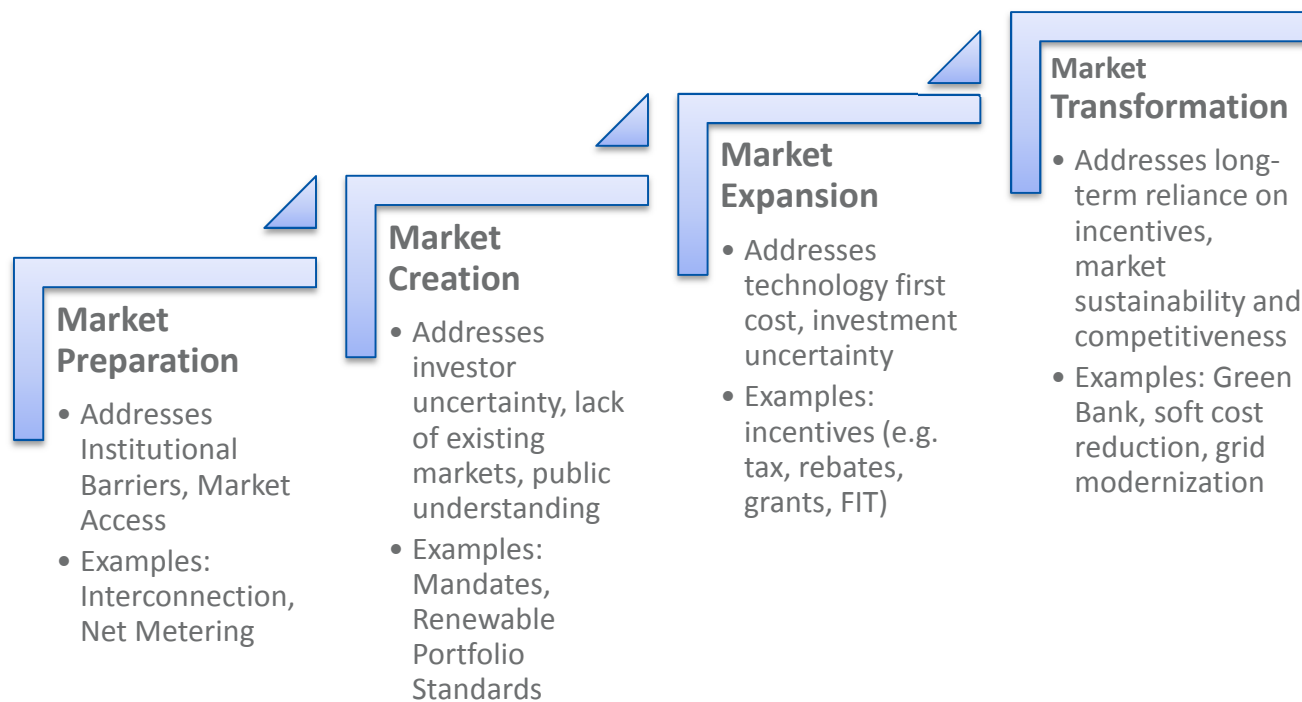 Market
Preparation
• Addresses
Institutional
Barriers, Market
Access
• Examples:
Interconnection,
Net Metering
Market
Creation
• Addresses
investor
uncertainty, lack
of existing
markets, public
understanding
• Examples:
Mandates,
Renewable
Portfolio
Standards
Market
Expansion
• Addresses
technology first
cost, investment
uncertainty
• Examples:
incentives (e.g.
tax, rebates,
grants, FIT)
Market
Transformation
• Addresses long-
term reliance on
incentives,
market
sustainability and
competitiveness
• Examples: Green
Bank, soft cost
reduction, grid
modernization